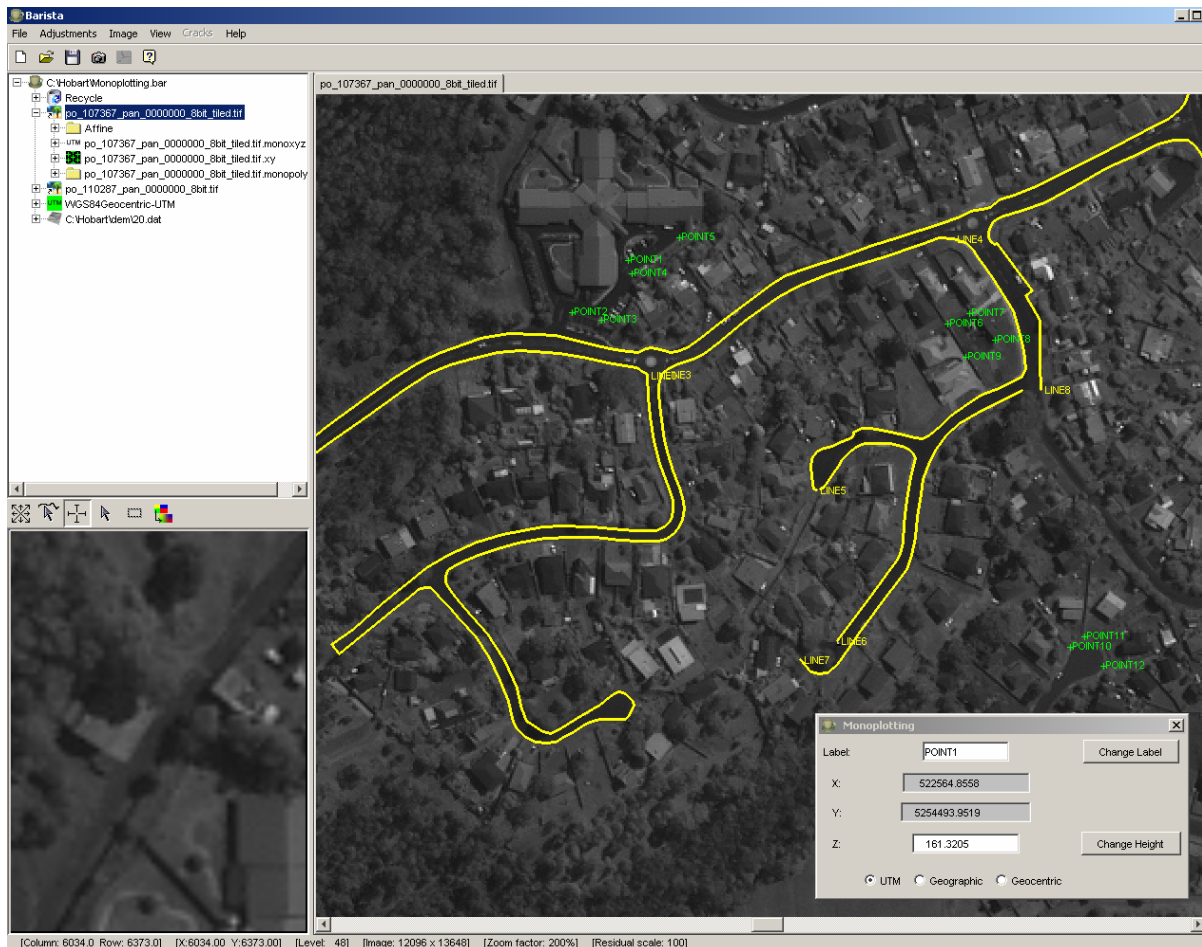 Barista
File Adjustments Image View Cracks Help
C:\Hobart\Monoplotting.bar
Recycle
po_107367_pan_0000000_8bit_tiled.tif
Affine
UTM po_107367_pan_0000000_8bit_tiled.tif.monoxyz
po_107367_pan_0000000_8bit_tiled.tif.xy
po_107367_pan_0000000_8bit_tiled.tif.monopoly
po_110287_pan_0000000_8bit.tif
UTM WGS84Geocentric-UTM
C:\Hobart\dem\20.dat
po_107367_pan_0000000_8bit_tiled.tif
POINT5
LINE4
POINT1
POINT4
POINT2
POINT3
POINT7
POINT6
POINT8
POINT9
LINE3
LINE8
LINE5
LINE6
LINE7
POINT11
POINT10
POINT12
Monoplotting
Label: POINT1 Change Label
X: 522564.8558
Y: 5254493.9519
Z: 161.3205 Change Height
UTM Geographic Geocentric
[Column: 6034.0 Row: 6373.0] [X:6034.00 Y:6373.00] [Level: 48] [Image: 12096 x 13648] [Zoom factor: 200%] [Residual scale: 100]